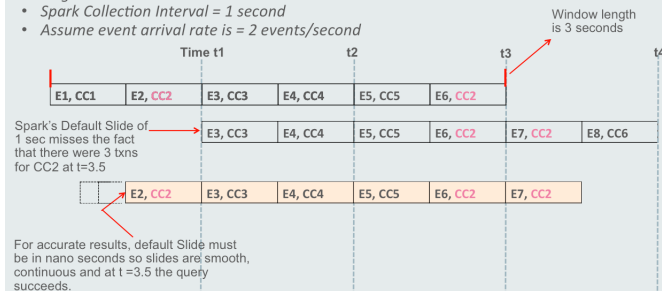 • Spark Collection Interval = 1 second
• Assume event arrival rate is = 2 events/second
Window length
is 3 seconds
Time t1
t2
t3
t4
E1, CC1
E2, CC2
E3, CC3
E4, CC4
E5, CC5
E6, CC2
Spark's Default Slide of
1 sec misses the fact
that there were 3 txns
for CC2 at t=3.5
E3, CC3
E4, CC4
E5, CC5
E6, CC2
E7, CC2
E8, CC6
E2, CC2
E3, CC3
E4, CC4
E5, CC5
E6, CC2
E7, CC2
For accurate results, default Slide must
be in nano seconds so slides are smooth,
continuous and at t =3.5 the query
succeeds.